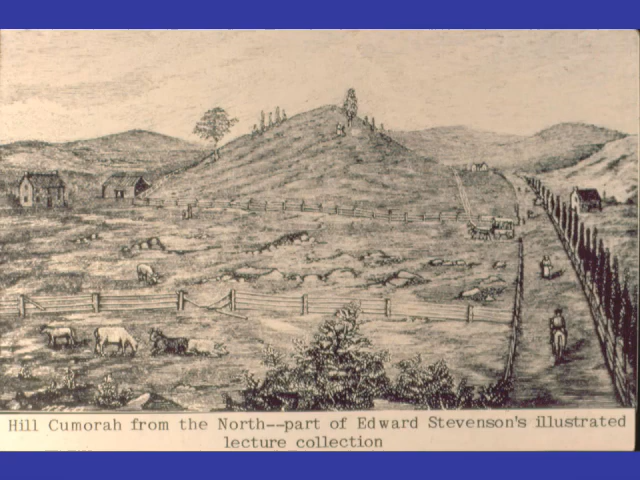 Hill Cumorah from the North--part of Edward Stevenson's illustrated
lecture collection